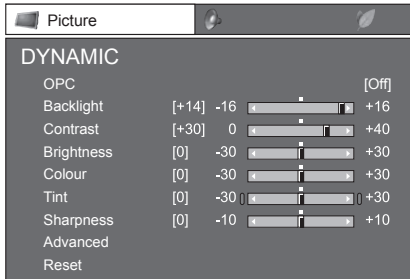 Picture
DYNAMIC
OPC [Off]
Backlight [+14] -16 +16
Contrast [+30] 0 +40
Brightness [0] -30 +30
Colour [0] -30 +30
Tint [0] -30 +30
Sharpness [0] -10 +10
Advanced
Reset